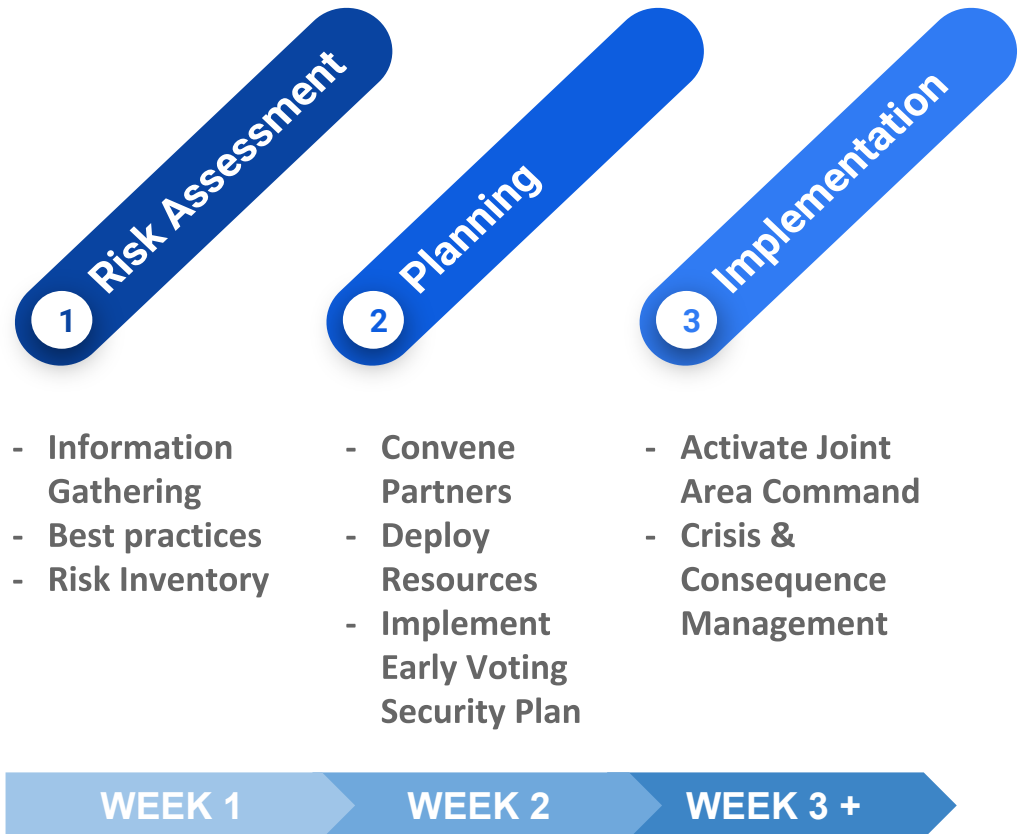 Risk Assessment
1
Planning
2
Implementation
3
- Information
Gathering
- Best practices
- Risk Inventory
- Convene
Partners
- Deploy
Resources
- Implement
Early Voting
Security Plan
- Activate Joint
Area Command
- Crisis &
Consequence
Management
WEEK 1
WEEK 2
WEEK 3 +